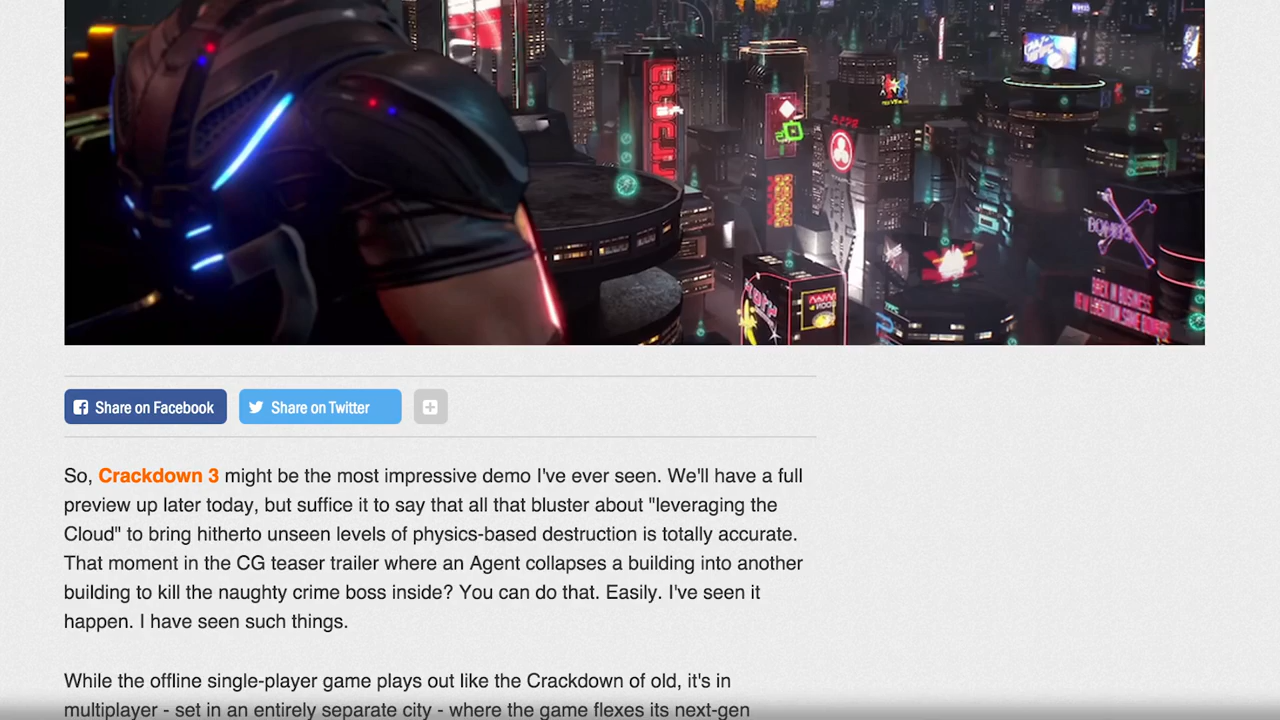 BOMBS
BABY IN BUSINESS
NEW
Share on Facebook
Share on Twitter
So, Crackdown 3 might be the most impressive demo I've ever seen. We'll have a full
preview up later today, but suffice it to say that all that bluster about "leveraging the
Cloud" to bring hitherto unseen levels of physics-based destruction is totally accurate.
That moment in the CG teaser trailer where an Agent collapses a building into another
building to kill the naughty crime boss inside? You can do that. Easily. I've seen it
happen. I have seen such things.
While the offline single-player game plays out like the Crackdown of old, it's in
multiplayer - set in an entirely separate city - where the game flexes its next-gen